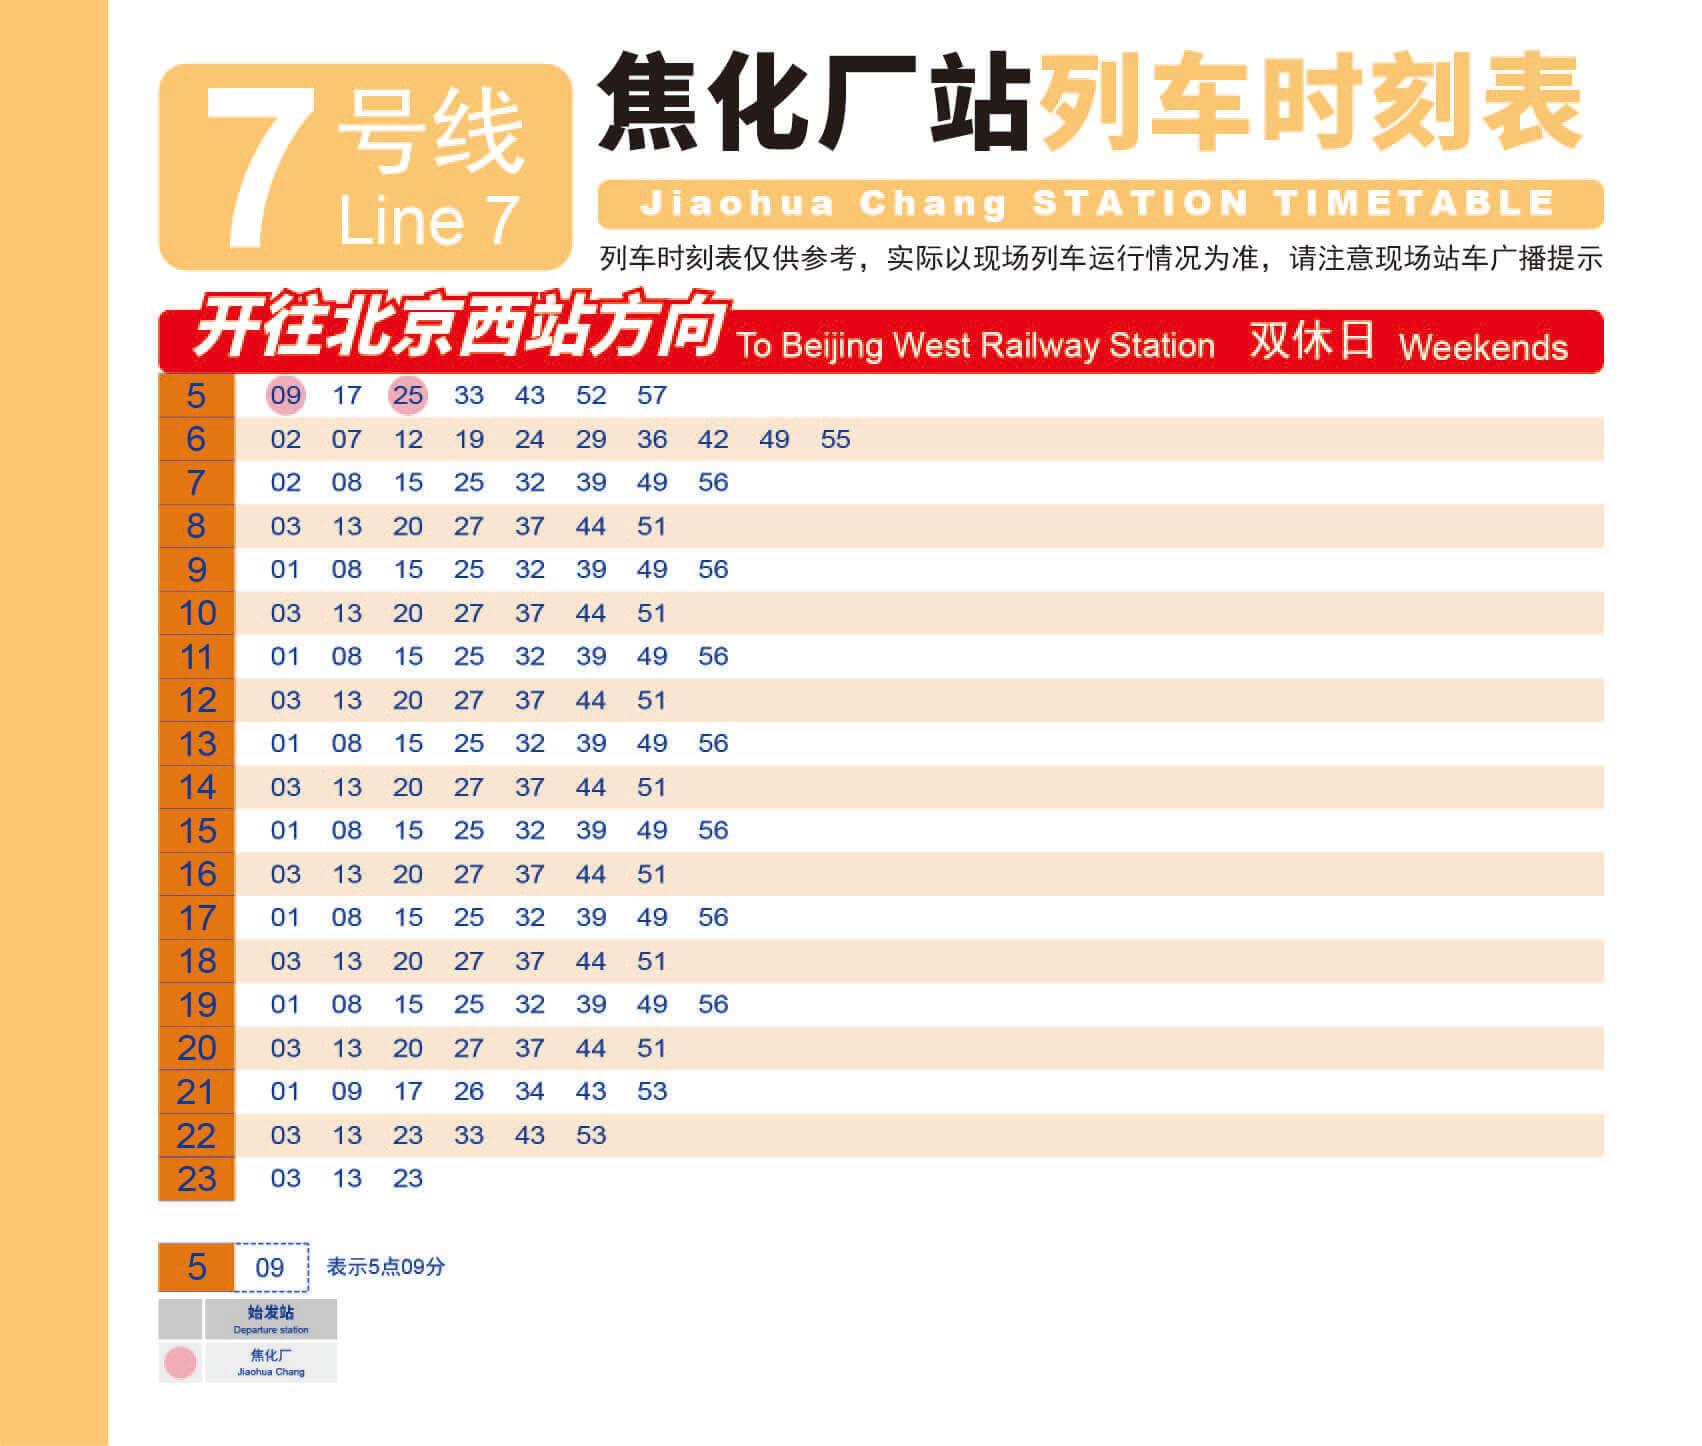 7号线
Line 7
焦化厂站列车时刻表
Jiaohua Chang STATION TIMETABLE
列车时刻表仅供参考，实际以现场列车运行情况为准，请注意现场站车广播提示
开往北京西站方向 To Beijing West Railway Station 双休日 Weekends
5 09 17 25 33 43 52 57
6 02 07 12 19 24 29 36 42 49 55
7 02 08 15 25 32 39 49 56
8 03 13 20 27 37 44 51
9 01 08 15 25 32 39 49 56
10 03 13 20 27 37 44 51
11 01 08 15 25 32 39 49 56
12 03 13 20 27 37 44 51
13 01 08 15 25 32 39 49 56
14 03 13 20 27 37 44 51
15 01 08 15 25 32 39 49 56
16 03 13 20 27 37 44 51
17 01 08 15 25 32 39 49 56
18 03 13 20 27 37 44 51
19 01 08 15 25 32 39 49 56
20 03 13 20 27 37 44 51
21 01 09 17 26 34 43 53
22 03 13 23 33 43 53
23 03 13 23
5 09 表示5点09分
始发站
Departure station
焦化厂
Jiaohua Chang